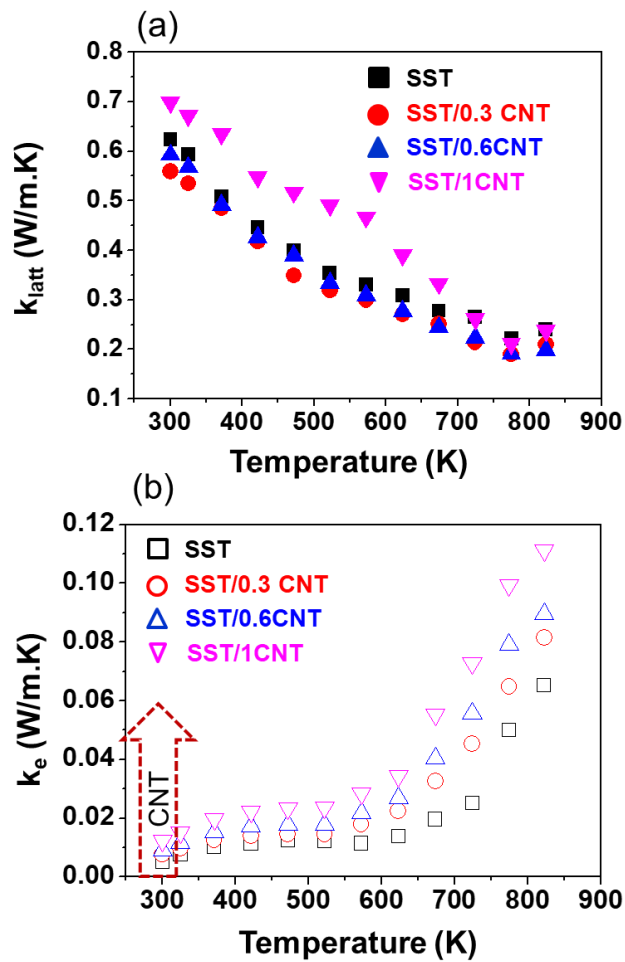 (a)
0.8
0.7
0.6
0.5
0.4
0.3
0.2
0.1
k_latt (W/m.K)
SST
SST/0.3 CNT
SST/0.6CNT
SST/1CNT
300 400 500 600 700 800 900
Temperature (K)
(b)
0.12
0.10
0.08
0.06
0.04
0.02
0.00
k_e (W/m.K)
SST
SST/0.3 CNT
SST/0.6CNT
SST/1CNT
CNT
300 400 500 600 700 800 900
Temperature (K)